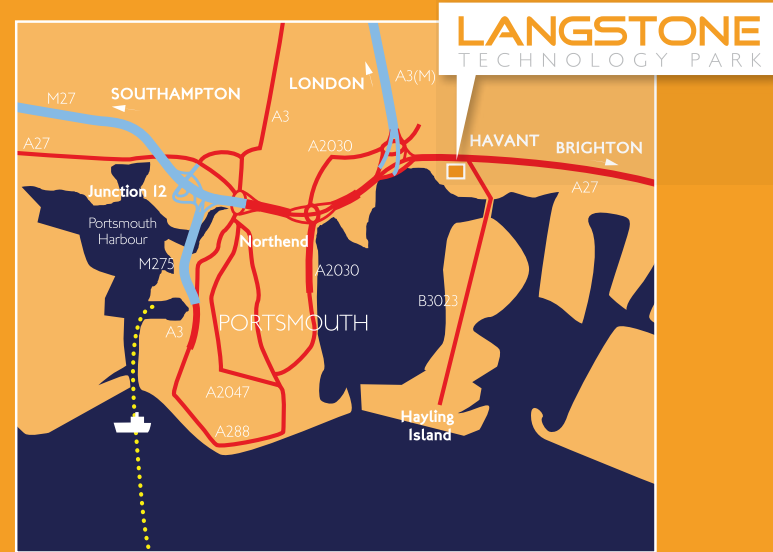 LANGSTONE
TECHNOLOGY PARK
M27
SOUTHAMPTON
LONDON
A3(M)
A3
A27
A2030
HAVANT
BRIGHTON
A27
Junction 12
Portsmouth
Harbour
Northend
M275
A2030
B3023
PORTSMOUTH
A3
A2047
A288
Hayling
Island